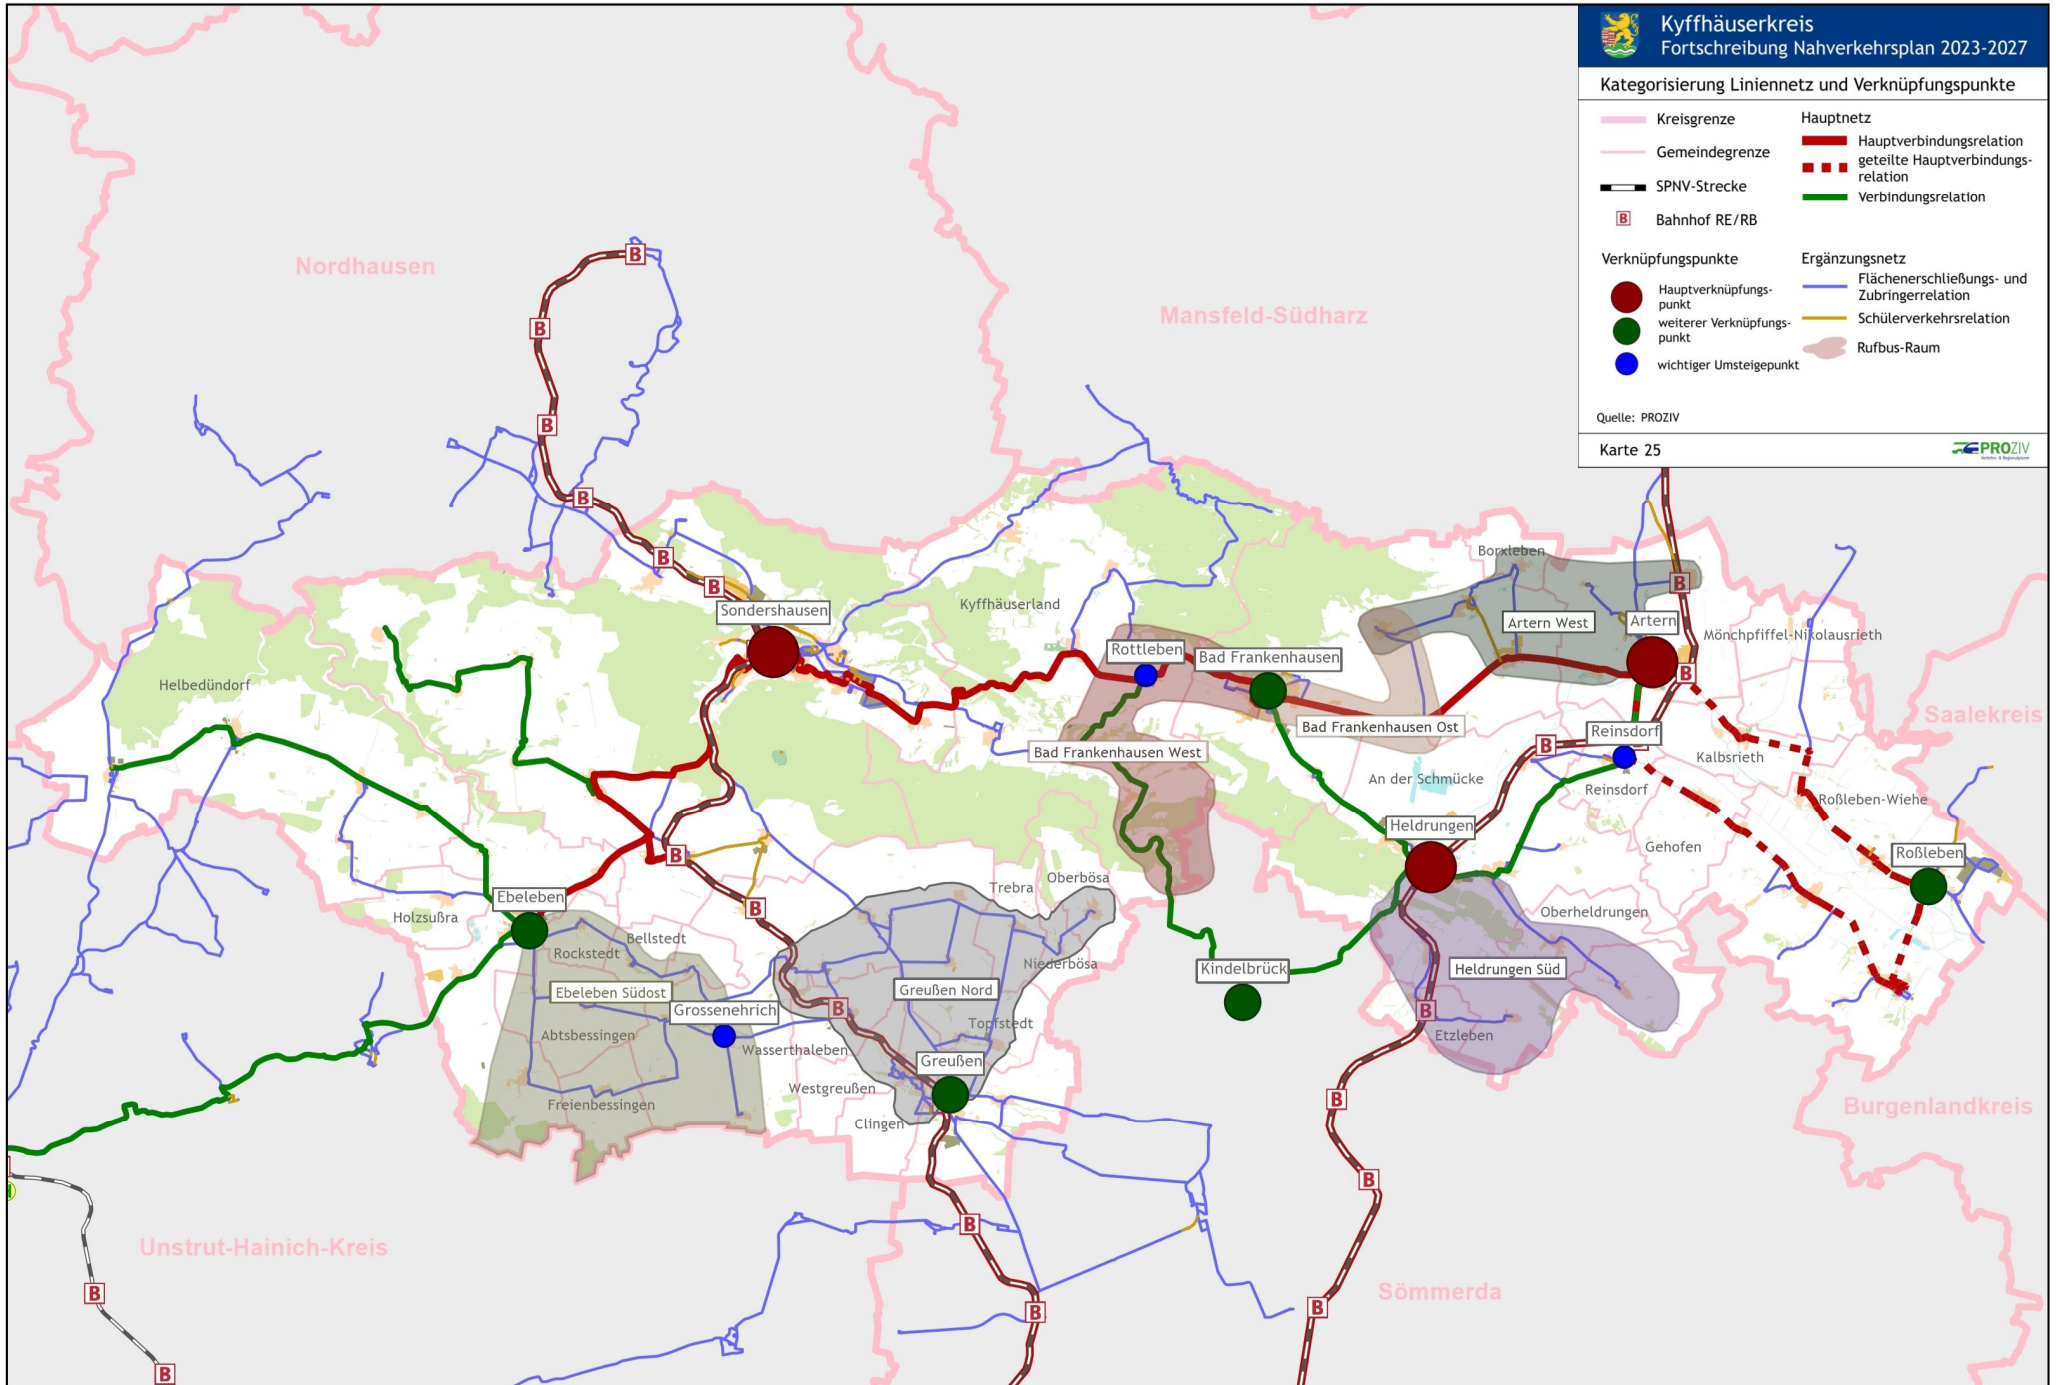 Kyffhäuserkreis
Fortschreibung Nahverkehrsplan 2023-2027
Kategorisierung Liniennetz und Verknüpfungspunkte
Kreisgrenze
Gemeindegrenze
SPNV-Strecke
B
Bahnhof RE/RB
Hauptnetz
Hauptverbindungsrelation
geteilte Hauptverbindungs-
relation
Verbindungsrelation
Verknüpfungspunkte
Hauptverknüpfungs-
punkt
weiterer Verknüpfungs-
punkt
wichtiger Umsteigepunkt
Ergänzungsnetz
Flächenerschließungs- und
Zubringerrelation
Schülerverkehrsrelation
Rufbus-Raum
Quelle: PROZIV
Karte 25
PROZIV
Nordhausen
Mansfeld-Südharz
Saalekreis
Burgenlandkreis
Sömmerda
Unstrut-Hainich-Kreis
B
B
B
B
B
B
Sondershausen
Kyffhäuserland
Borxleben
B
Artern West
Artern
Mönchpfiffel-Nikolausrieth
Rottleben
Bad Frankenhausen
B
Helbedündorf
Bad Frankenhausen Ost
Reinsdorf
Bad Frankenhausen West
B
Kalbsrieth
An der Schmücke
Reinsdorf
Roßleben-Wiehe
Heldrungen
Gehofen
Roßleben
B
Trebra
Oberbösa
Ebeleben
B
Holzsußra
Oberheldrungen
Bellstedt
Rockstedt
Niederbösa
Kindelbrück
Heldrungen Süd
Ebeleben Südost
Greußen Nord
Grossenehrich
B
B
Topfstedt
Abtsbessingen
Etzleben
Wasserthaleben
Greußen
Westgreußen
B
Freienbessingen
Clingen
B
B
B
B
B
B